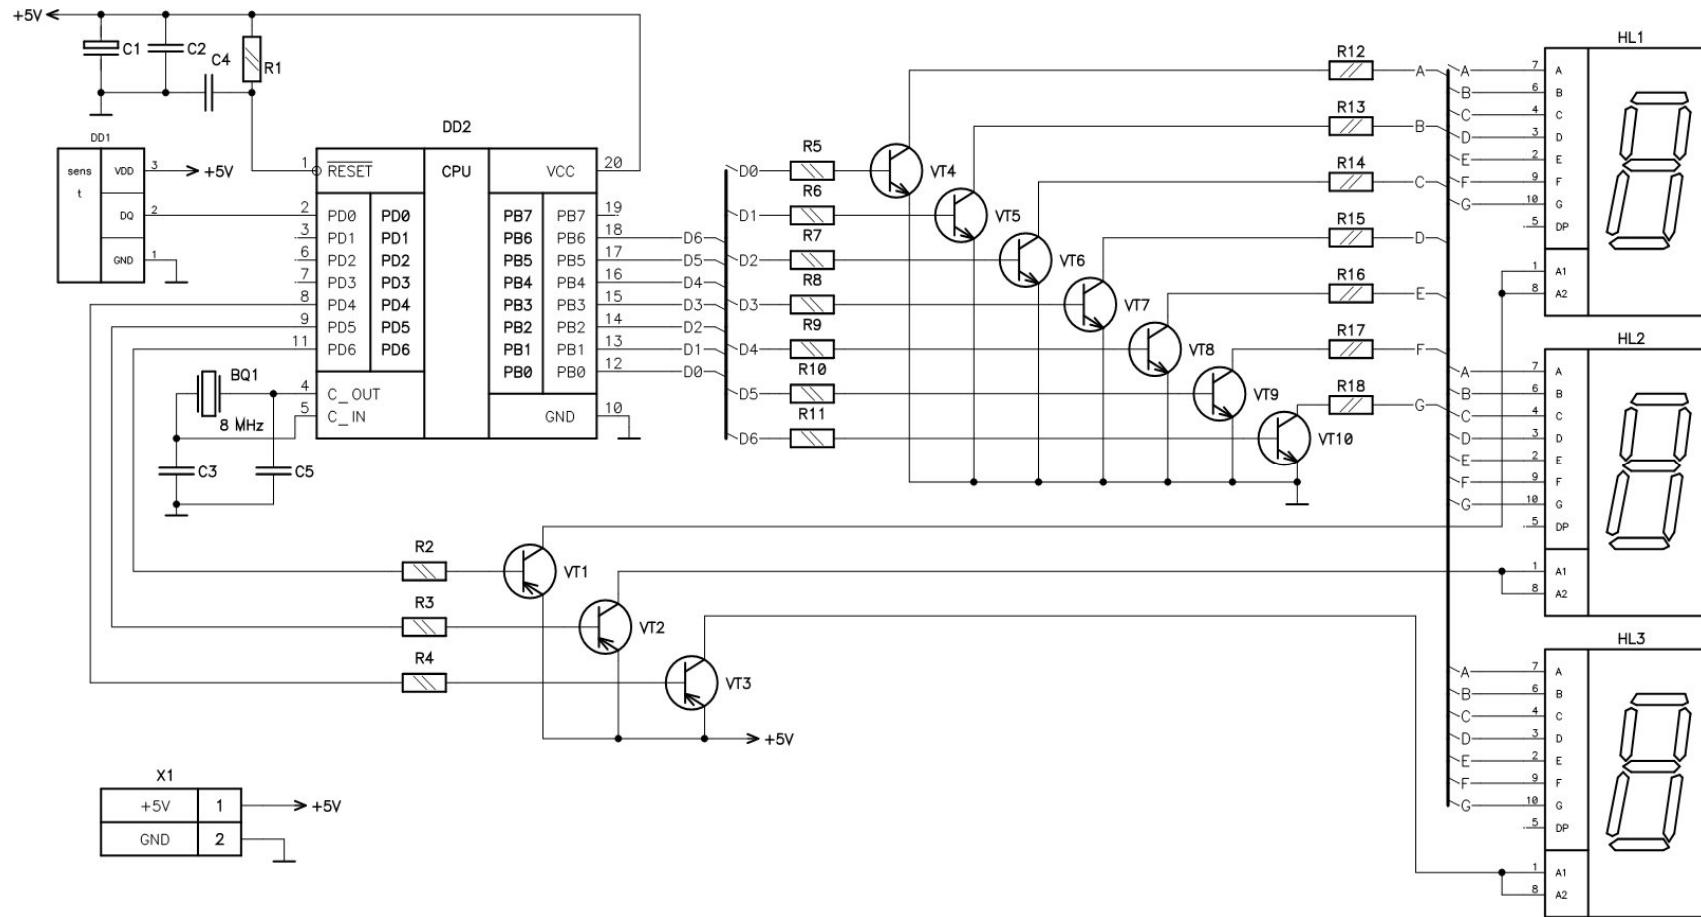 +5V
C1
C2
C4
R1
DD1
sens
t
VDD
3
+5V
DQ
2
GND
1
DD2
CPU
1
RESET
VCC
20
2
PD0
PD0
PB7
PB7
19
3
PD1
PD1
PB6
PB6
18
D6
6
PD2
PD2
PB5
PB5
17
D5
7
PD3
PD3
PB4
PB4
16
D4
8
PD4
PD4
PB3
PB3
15
D3
9
PD5
PD5
PB2
PB2
14
D2
11
PD6
PD6
PB1
PB1
13
D1
PB0
PB0
12
D0
4
C_OUT
5
C_IN
GND
10
BQ1
8 MHz
C3
C5
D0
R5
VT4
D1
R6
VT5
D2
R7
VT6
D3
R8
VT7
D4
R9
VT8
D5
R10
VT9
D6
R11
VT10
R12
A
R13
B
R14
C
R15
D
R16
E
R17
F
R18
G
HL1
A
7
A
B
6
B
C
4
C
D
3
D
E
2
E
F
9
F
G
10
G
5
DP
1
A1
8
A2
HL2
A
7
A
B
6
B
C
4
C
D
3
D
E
2
E
F
9
F
G
10
G
5
DP
1
A1
8
A2
HL3
A
7
A
B
6
B
C
4
C
D
3
D
E
2
E
F
9
F
G
10
G
5
DP
1
A1
8
A2
R2
VT1
R3
VT2
R4
VT3
+5V
X1
+5V
1
+5V
GND
2